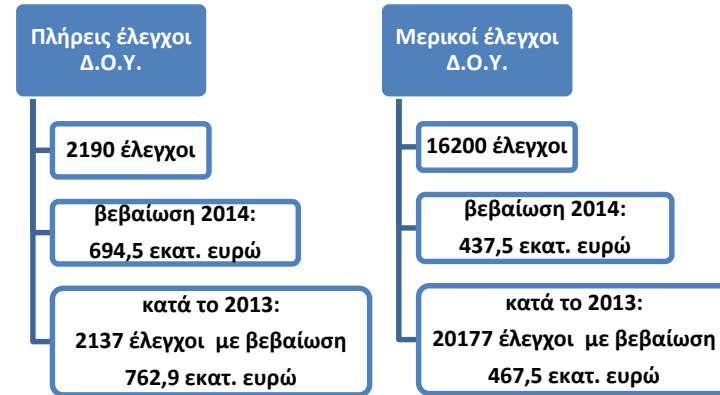 Πλήρεις έλεγχοι
Δ.Ο.Υ.
2190 έλεγχοι
βεβαίωση 2014:
694,5 εκατ. ευρώ
κατά το 2013:
2137 έλεγχοι με βεβαίωση
762,9 εκατ. ευρώ
Μερικοί έλεγχοι
Δ.Ο.Υ.
16200 έλεγχοι
βεβαίωση 2014:
437,5 εκατ. ευρώ
κατά το 2013:
20177 έλεγχοι με βεβαίωση
467,5 εκατ. ευρώ